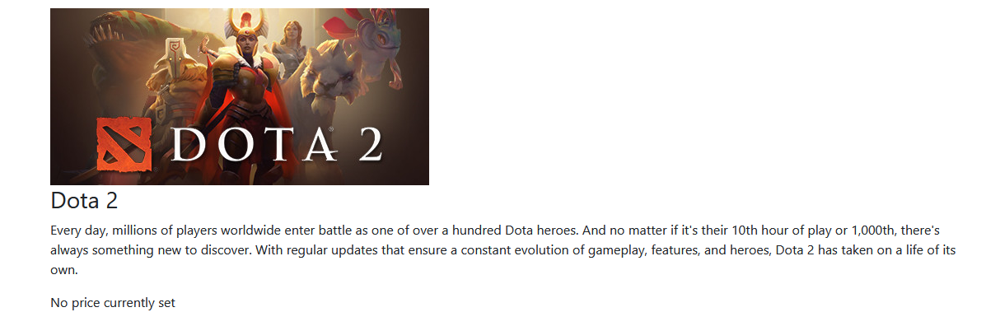 DOTA® 2
Dota 2
Every day, millions of players worldwide enter battle as one of over a hundred Dota heroes. And no matter if it's their 10th hour of play or 1,000th, there's
always something new to discover. With regular updates that ensure a constant evolution of gameplay, features, and heroes, Dota 2 has taken on a life of its
own.
No price currently set